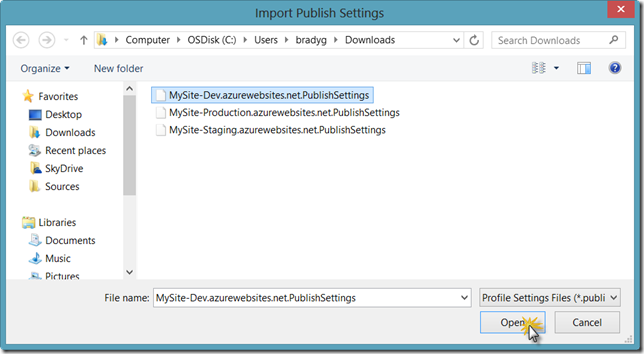 Import Publish Settings
Computer OSDisk (C:) Users bradyg Downloads
Search Downloads
Organize New folder
Favorites
Desktop
Downloads
Recent places
SkyDrive
Sources
Libraries
Documents
Music
Pictures
MySite-Dev.azurewebsites.net.PublishSettings
MySite-Production.azurewebsites.net.PublishSettings
MySite-Staging.azurewebsites.net.PublishSettings
File name: MySite-Dev.azurewebsites.net.PublishSettings
Profile Settings Files (*.publi
Open Cancel